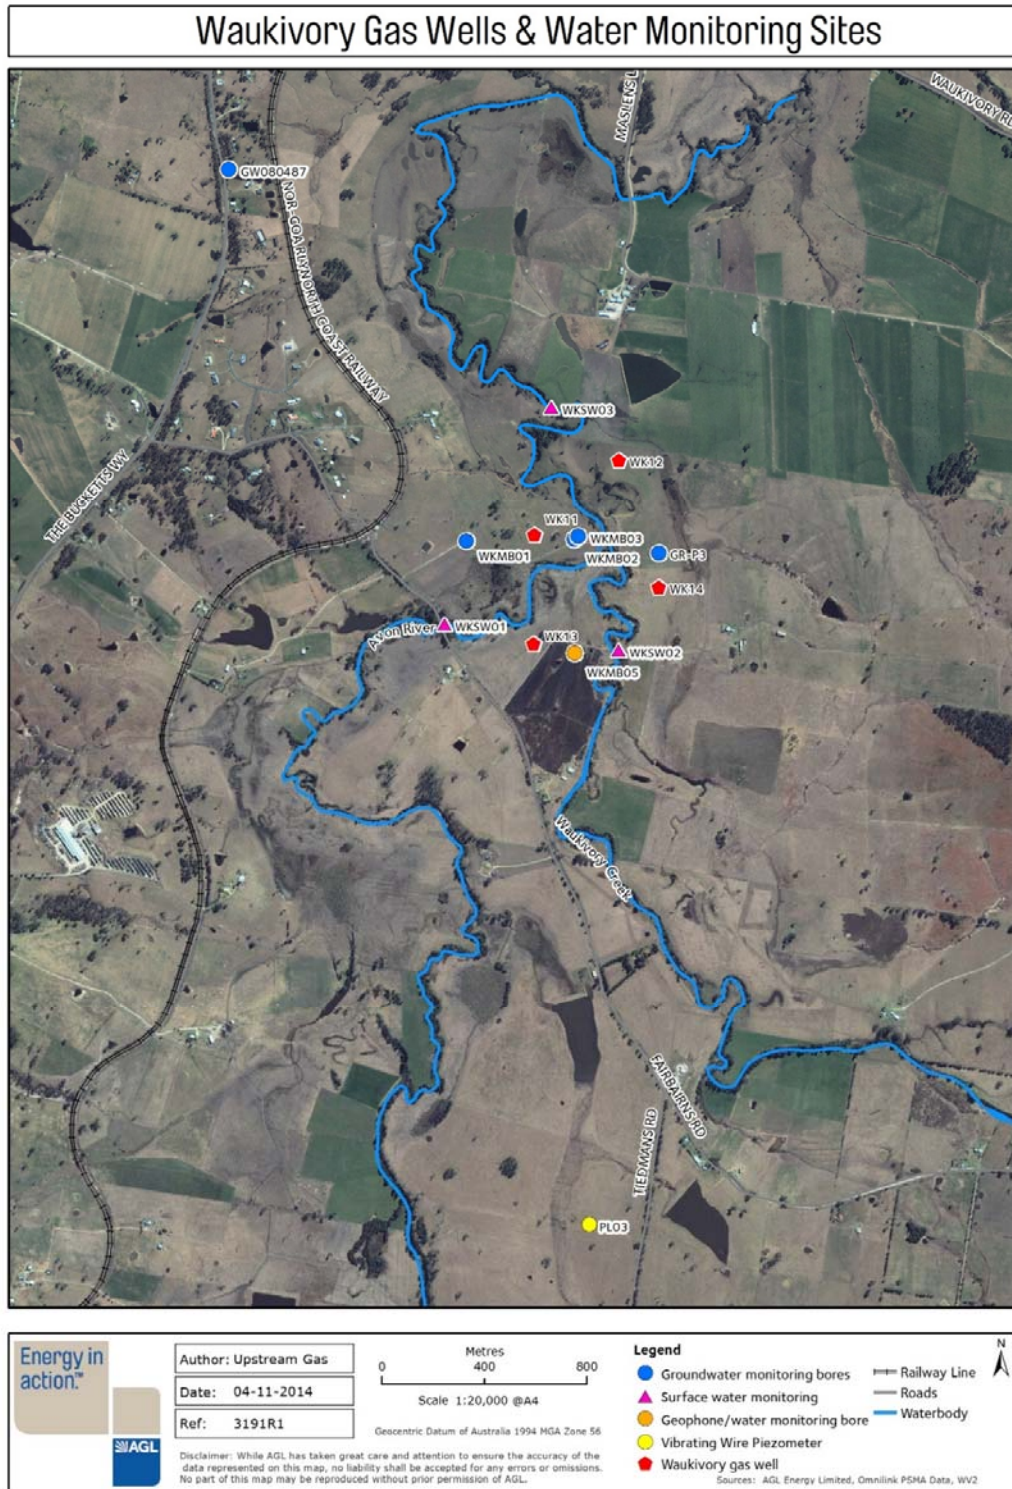 Waukivory Gas Wells & Water Monitoring Sites
WAUKIVORY RD
MASLENS L
GW080487
NOR-GOARLYNORTH COAST RAILWAY
WKSW03
THE BUCKETTS WY
WK12
WK11
WKMB03
WKMB01
WKMB02
GR-P3
WK14
Avon River
WKSW01
WK13
WKSW02
WKMB05
Waukivory Creek
FAIRBAIRNS RD
TIEDMANS RD
PL03
Energy in
action.™
AGL
Author: Upstream Gas
Date: 04-11-2014
Ref: 3191R1
Metres
0 400 800
Scale 1:20,000 @A4
Geocentric Datum of Australia 1994 MGA Zone 56
Disclaimer: While AGL has taken great care and attention to ensure the accuracy of the
data represented on this map, no liability shall be accepted for any errors or omissions.
No part of this map may be reproduced without prior permission of AGL.
Legend
Groundwater monitoring bores
Surface water monitoring
Geophone/water monitoring bore
Vibrating Wire Piezometer
Waukivory gas well
Railway Line
Roads
Waterbody
N
Sources: AGL Energy Limited, Omnilink PSMA Data, WV2